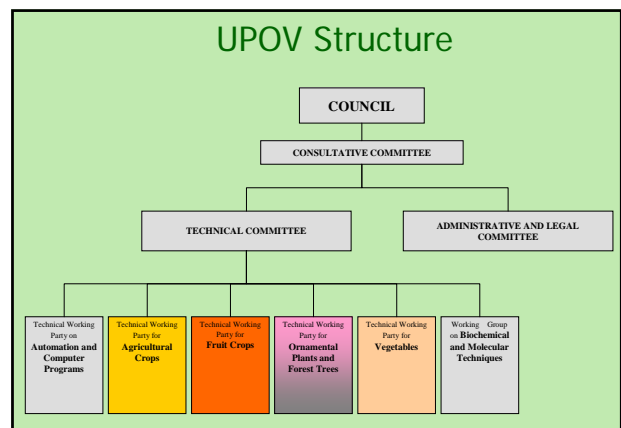 UPOV Structure
COUNCIL
CONSULTATIVE COMMITTEE
TECHNICAL COMMITTEE
ADMINISTRATIVE AND LEGAL
COMMITTEE
Technical Working
Party on
Automation and
Computer
Programs
Technical Working
Party for
Agricultural
Crops
Technical Working
Party for
Fruit Crops
Technical Working
Party for
Ornamental
Plants and
Forest Trees
Technical Working
Party for
Vegetables
Working Group
on Biochemical
and Molecular
Techniques